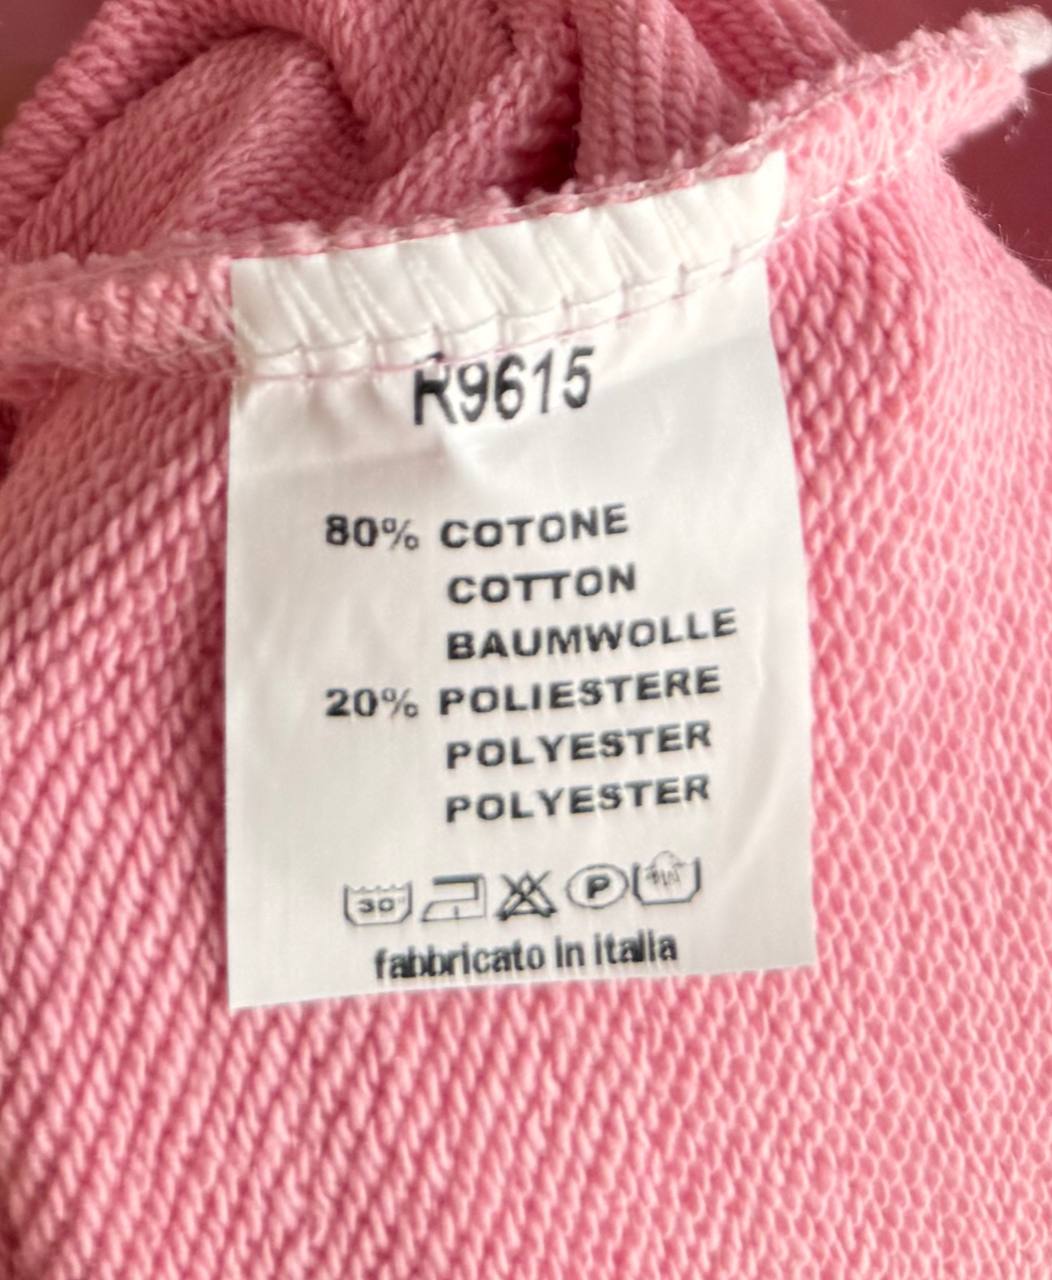 R9615
80% COTONE
COTTON
BAUMWOLLE
20% POLIESTERE
POLYESTER
POLYESTER
30° P
fabbricato in italia